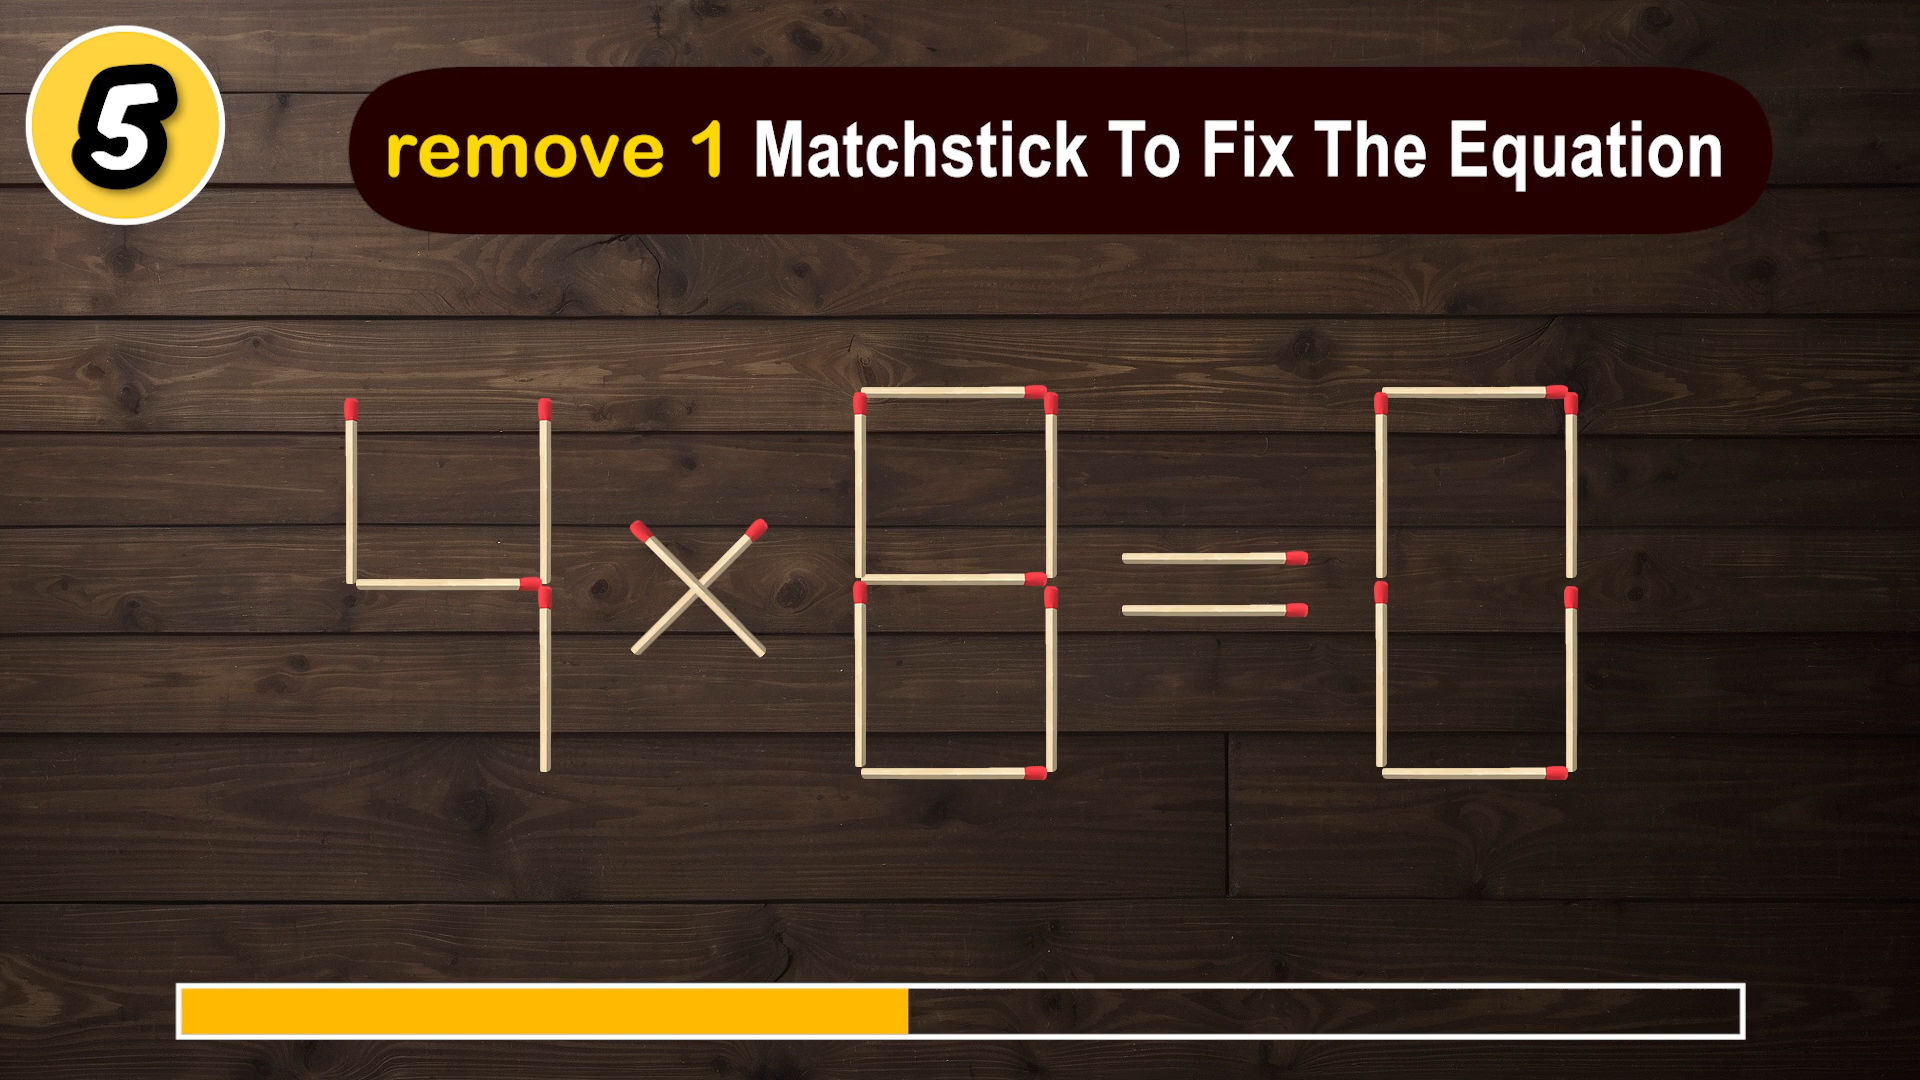 5
remove 1 Matchstick To Fix The Equation
4 × 8 = 0